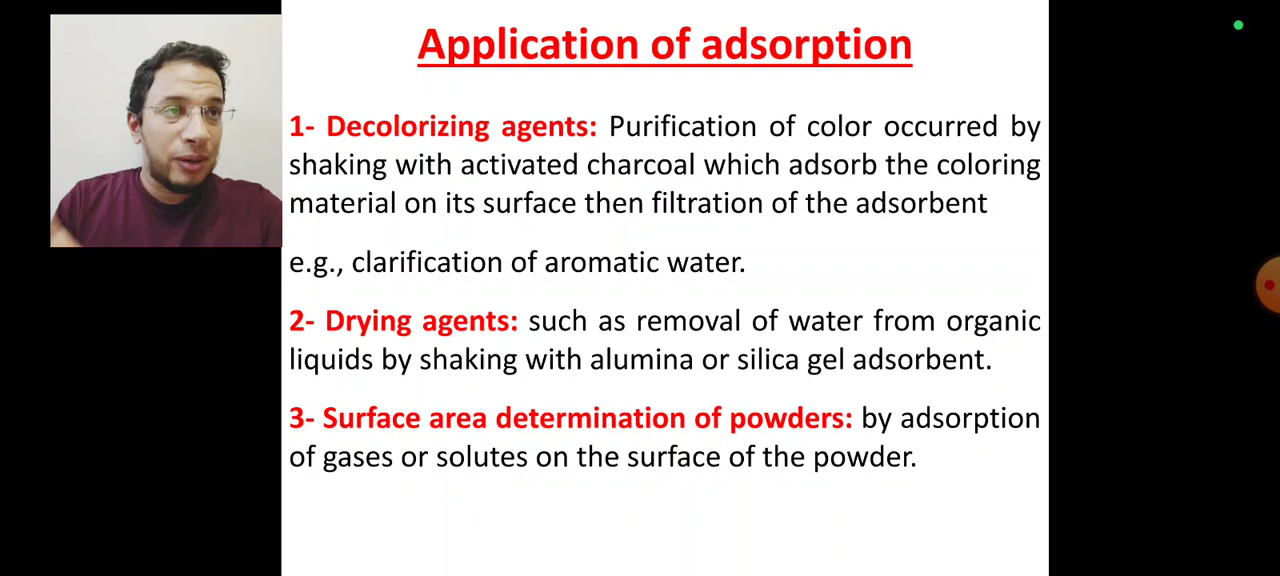 Application of adsorption
1- Decolorizing agents: Purification of color occurred by
shaking with activated charcoal which adsorb the coloring
material on its surface then filtration of the adsorbent
e.g., clarification of aromatic water.
2- Drying agents: such as removal of water from organic
liquids by shaking with alumina or silica gel adsorbent.
3- Surface area determination of powders: by adsorption
of gases or solutes on the surface of the powder.